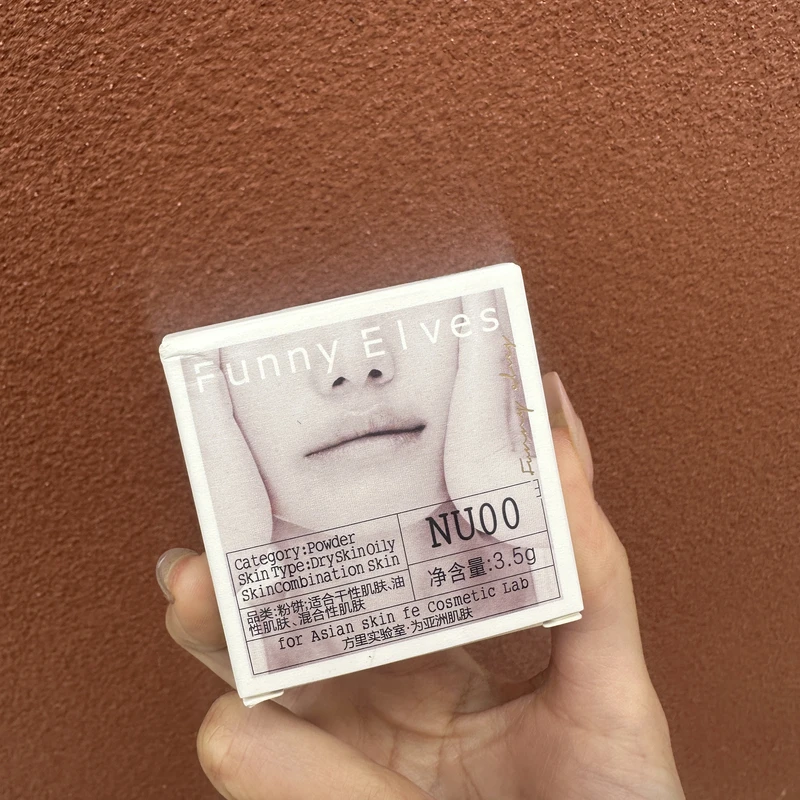 Funny Elves
Funny elves
Category:Powder
SkinType:DrySkinOily
SkinCombination Skin
NU00
品类:粉饼;适合干性肌肤、油
性肌肤、混合性肌肤
净含量:3.5g
for Asian skin fe Cosmetic Lab
方里实验室·为亚洲肌肤